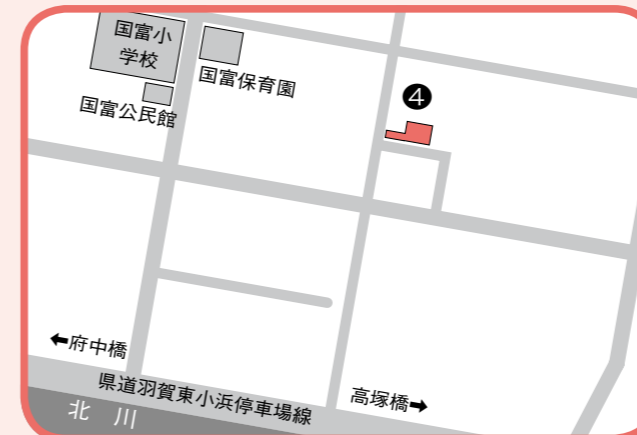 国富小
学校
国富保育園
国富公民館
❹
←府中橋
県道羽賀東小浜停車場線
高塚橋→
北川